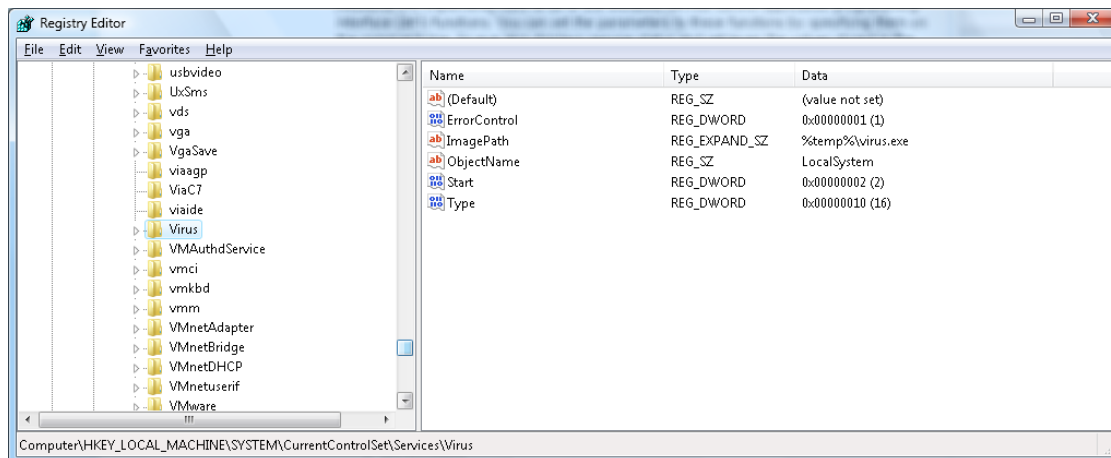 Registry Editor
File Edit View Favorites Help
usbvideo
UxSms
vds
vga
VgaSave
viaagp
ViaC7
viaide
Virus
VMAuthdService
vmci
vmkbd
vmm
VMnetAdapter
VMnetBridge
VMnetDHCP
VMnetuserif
VMware
Name Type Data
(Default) REG_SZ (value not set)
ErrorControl REG_DWORD 0x00000001 (1)
ImagePath REG_EXPAND_SZ %temp%\virus.exe
ObjectName REG_SZ LocalSystem
Start REG_DWORD 0x00000002 (2)
Type REG_DWORD 0x00000010 (16)
Computer\HKEY_LOCAL_MACHINE\SYSTEM\CurrentControlSet\Services\Virus